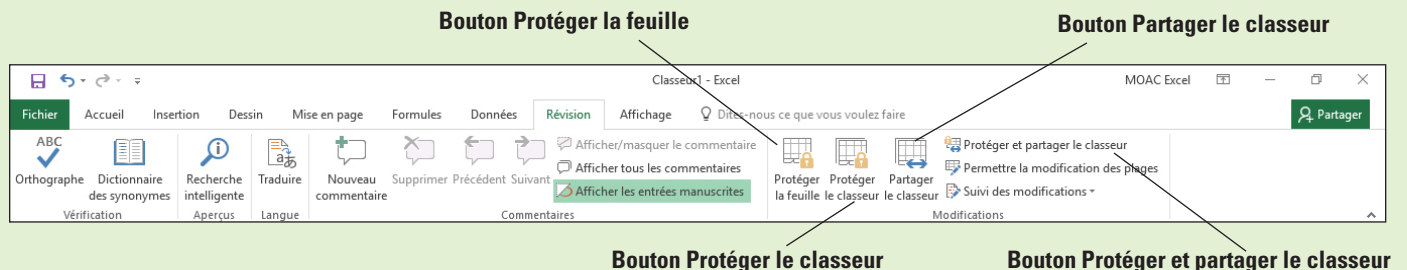 Bouton Protéger la feuille
Bouton Partager le classeur
Classeur1 - Excel
MOAC Excel
Fichier Accueil Insertion Dessin Mise en page Formules Données Révision Affichage Dites-nous ce que vous voulez faire Partager
ABC
Orthographe
Dictionnaire
des synonymes
Vérification
Recherche
intelligente
Aperçus
Traduire
Langue
Nouveau
commentaire
Supprimer
Précédent
Suivant
Afficher/masquer le commentaire
Afficher tous les commentaires
Afficher les entrées manuscrites
Commentaires
Protéger
la feuille
Protéger
le classeur
Partager
le classeur
Protéger et partager le classeur
Permettre la modification des plages
Suivi des modifications
Modifications
Bouton Protéger le classeur
Bouton Protéger et partager le classeur